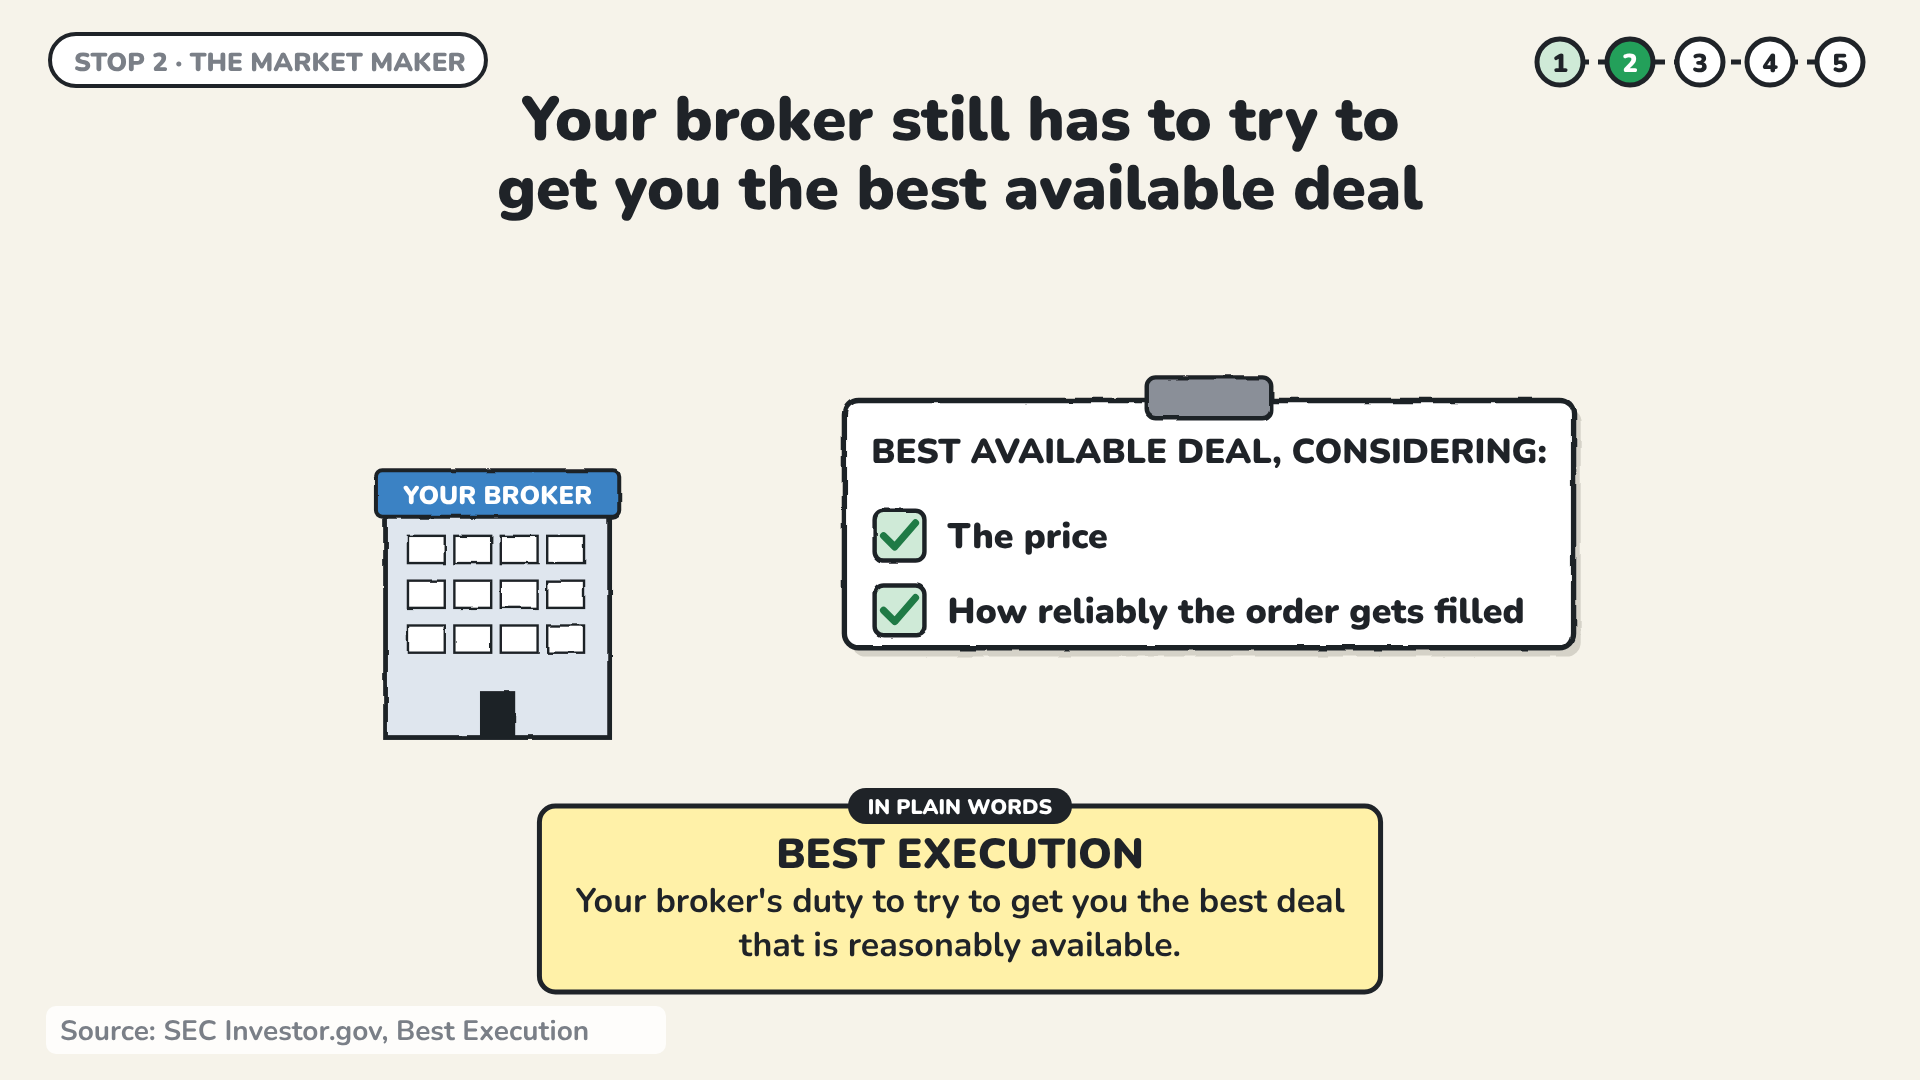 STOP 2 · THE MARKET MAKER
1 2 3 4 5
Your broker still has to try to
get you the best available deal
YOUR BROKER
BEST AVAILABLE DEAL, CONSIDERING:
The price
How reliably the order gets filled
IN PLAIN WORDS
BEST EXECUTION
Your broker's duty to try to get you the best deal
that is reasonably available.
Source: SEC Investor.gov, Best Execution